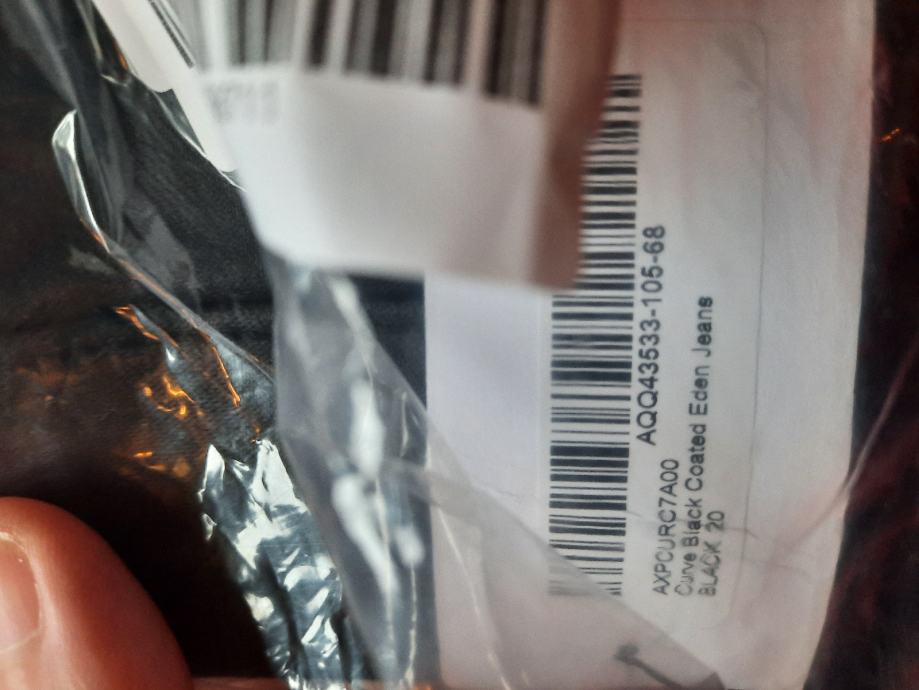 AQQ43533-105-68
AXPCURC7A00
Curve Black Coated Eden Jeans
BLACK 20